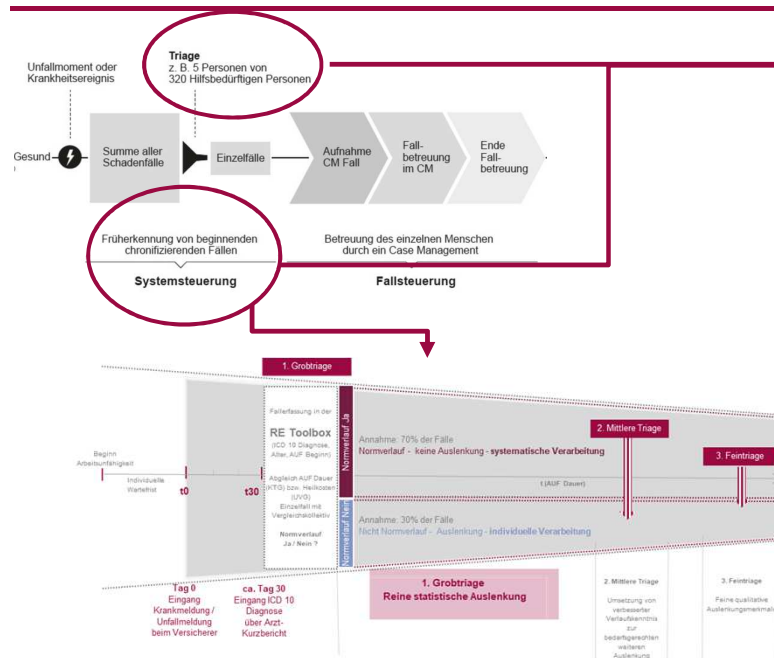 Triage
z. B. 5 Personen von
320 Hilfsbedürftigen Personen
Unfallmoment oder
Krankheitsereignis
Gesund
Summe aller
Schadenfälle
Einzelfälle
Aufnahme
CM Fall
Fall-
betreuung
im CM
Ende
Fall-
betreuung
Früherkennung von beginnenden
chronifizierenden Fällen
Systemsteuerung
Betreuung des einzelnen Menschen
durch ein Case Management
Fallsteuerung
1. Grobtriage
Fallerfassung in der
RE Toolbox
(ICD 10 Diagnose,
Alter, AUF Beginn)
Abgleich AUF Dauer
(KTG) bzw. Heilkosten
(UVG)
Einzelfall mit
Vergleichskollektiv
Normverlauf
Ja / Nein ?
Normverlauf Ja
Normverlauf Nein
Beginn
Arbeitsunfähigkeit
Individuelle
Wartefrist
t0
t30
Annahme: 70% der Fälle
Normverlauf - keine Auslenkung - systematische Verarbeitung
2. Mittlere Triage
3. Feintriage
t (AUF Dauer)
Annahme: 30% der Fälle
Nicht Normverlauf - Auslenkung - individuelle Verarbeitung
Tag 0
Eingang
Krankmeldung /
Unfallmeldung
beim Versicherer
ca. Tag 30
Eingang ICD 10
Diagnose
über Arzt-
Kurzbericht
1. Grobtriage
Reine statistische Auslenkung
2. Mittlere Triage
Umsetzung von
verbesserter
Verlaufskenntnis
zur
bedarfsgerechten
weiteren
Auslenkung
3. Feintriage
Feine qualitative
Auslenkungsmerkmale